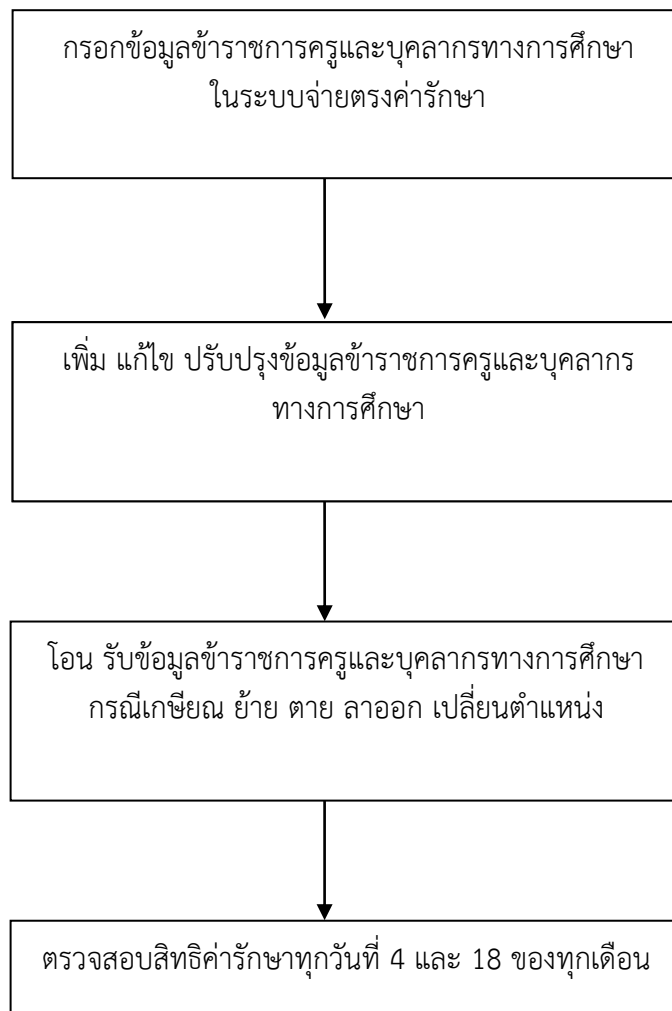 กรอกข้อมูลข้าราชการครูและบุคลากรทางการศึกษา
ในระบบจ่ายตรงค่ารักษา
เพิ่ม แก้ไข ปรับปรุงข้อมูลข้าราชการครูและบุคลากร
ทางการศึกษา
โอน รับข้อมูลข้าราชการครูและบุคลากรทางการศึกษา
กรณีเกษียณ ย้าย ตาย ลาออก เปลี่ยนตำแหน่ง
ตรวจสอบสิทธิค่ารักษาทุกวันที่ 4 และ 18 ของทุกเดือน